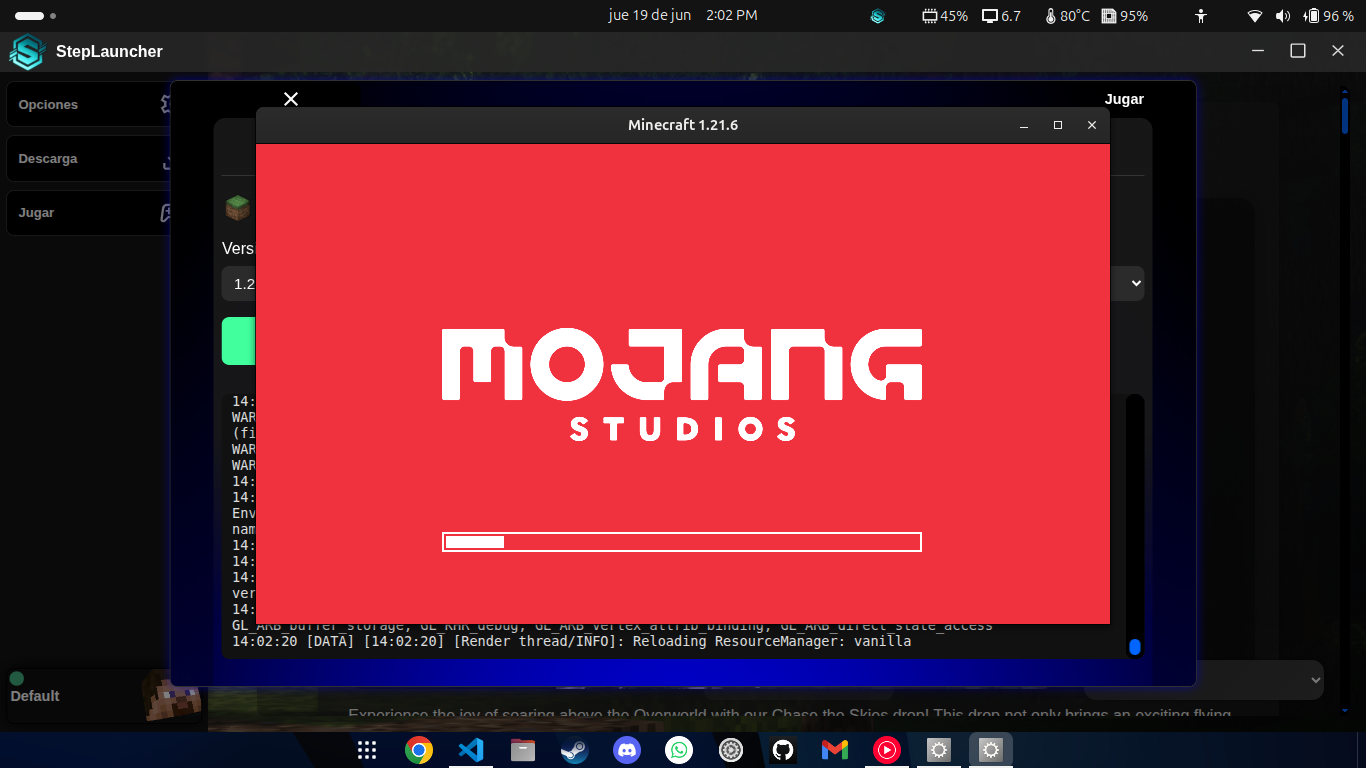 jue 19 de jun 2:02 PM
45% 6.7 80°C 95% 96 %
StepLauncher
Opciones
Descarga
Jugar
Jugar
Minecraft 1.21.6
MOJANG
STUDIOS
Vers
1.2
14:
WAR
(fi
WAR
WAR
14:
14:
Env
nam
14:
14:
14:
ver
14:
GL_ARB_buffer_storage, GL_KHR_debug, GL_ARB_vertex_attrib_binding, GL_ARB_direct_state_access
14:02:20 [DATA] [14:02:20] [Render thread/INFO]: Reloading ResourceManager: vanilla
Default
Experience the joy of soaring above the Overworld with our Chase the Skies drop! This drop not only brings an exciting flying